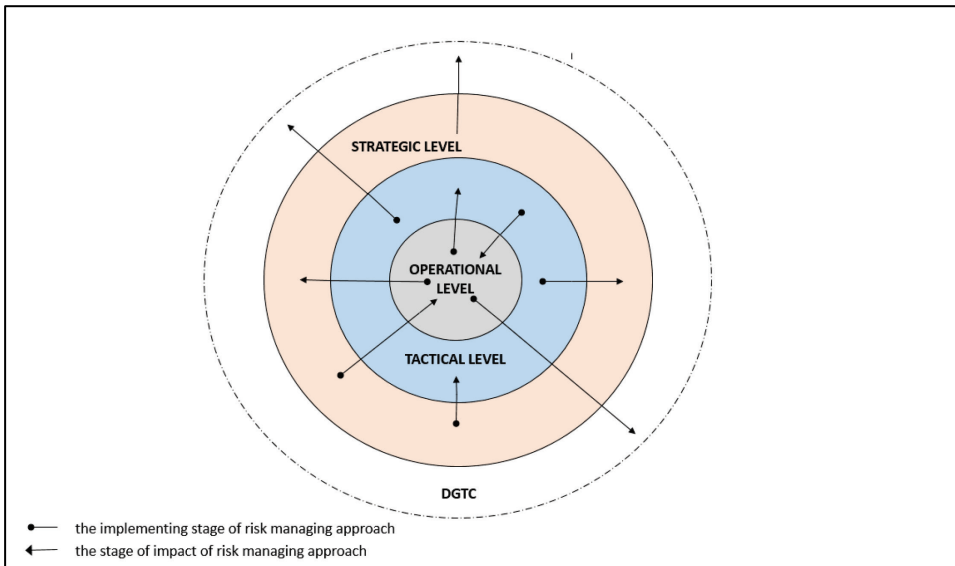 STRATEGIC LEVEL
OPERATIONAL
LEVEL
TACTICAL LEVEL
DGTC
the implementing stage of risk managing approach
the stage of impact of risk managing approach